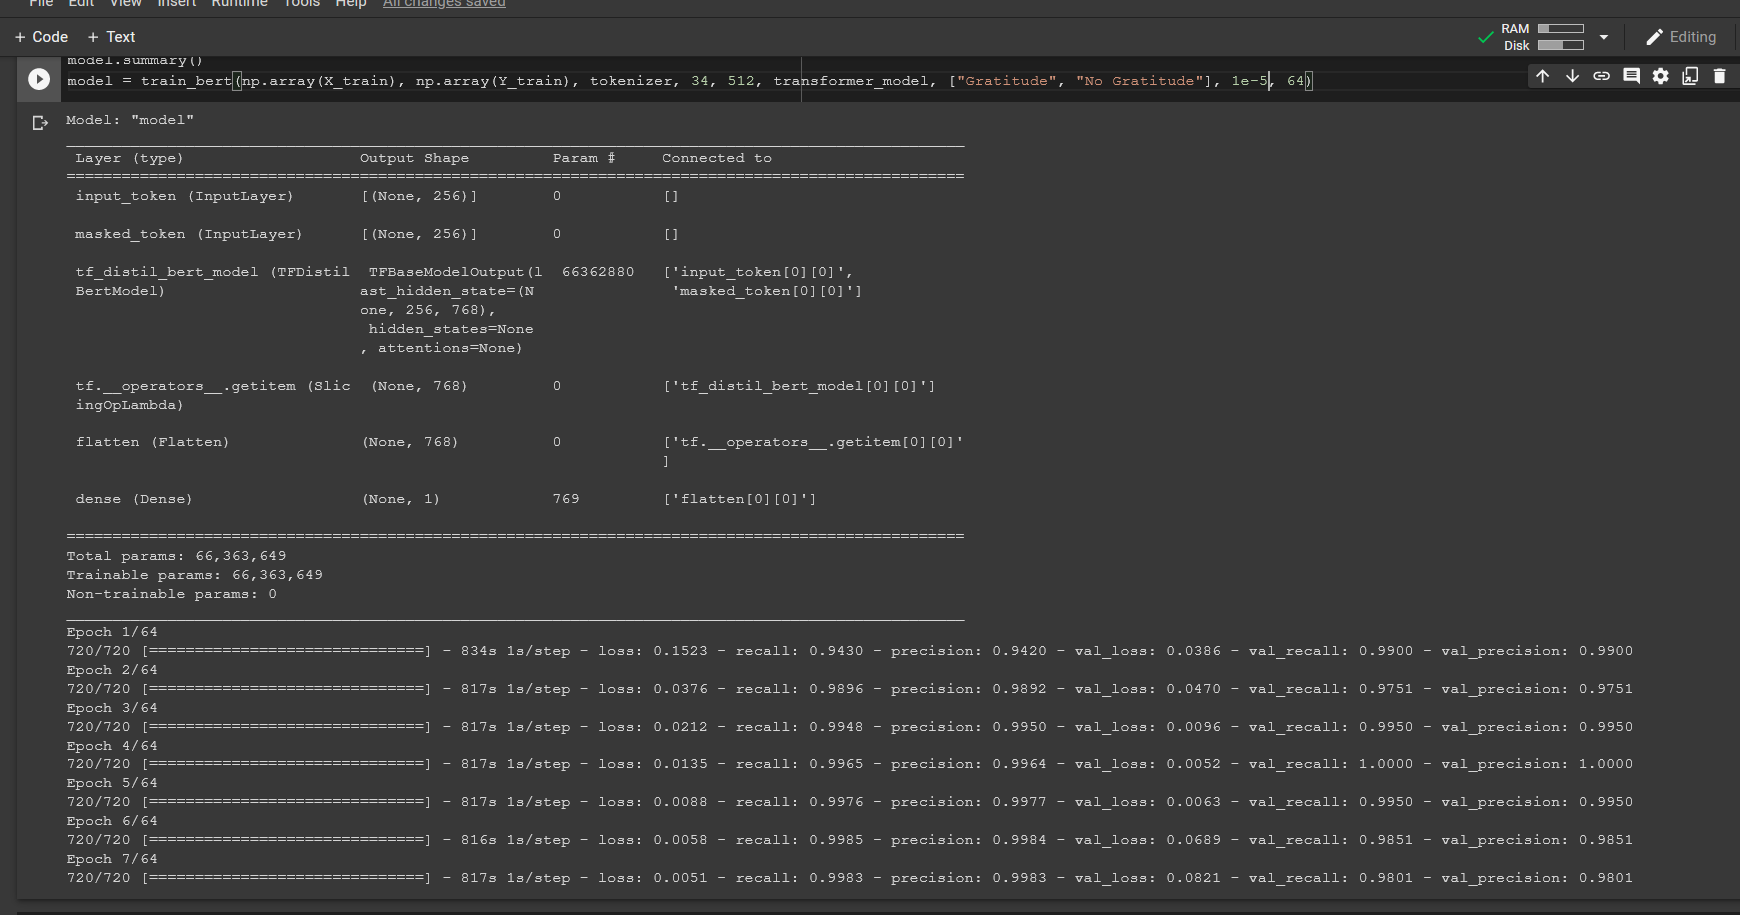 File Edit View Insert Runtime Tools Help All changes saved
+ Code + Text RAM Disk Editing
model.summary()
model = train_bert(np.array(X_train), np.array(Y_train), tokenizer, 34, 512, transformer_model, ["Gratitude", "No Gratitude"], 1e-5, 64)
Model: "model"
__________________________________________________________________________________________________
Layer (type) Output Shape Param # Connected to
==================================================================================================
input_token (InputLayer) [(None, 256)] 0 []
masked_token (InputLayer) [(None, 256)] 0 []
tf_distil_bert_model (TFDistil TFBaseModelOutput(l 66362880 ['input_token[0][0]',
BertModel) ast_hidden_state=(N 'masked_token[0][0]']
one, 256, 768),
hidden_states=None
, attentions=None)
tf.__operators__.getitem (Slic (None, 768) 0 ['tf_distil_bert_model[0][0]']
ingOpLambda)
flatten (Flatten) (None, 768) 0 ['tf.__operators__.getitem[0][0]'
]
dense (Dense) (None, 1) 769 ['flatten[0][0]']
==================================================================================================
Total params: 66,363,649
Trainable params: 66,363,649
Non-trainable params: 0
__________________________________________________________________________________________________
Epoch 1/64
720/720 [==============================] - 834s 1s/step - loss: 0.1523 - recall: 0.9430 - precision: 0.9420 - val_loss: 0.0386 - val_recall: 0.9900 - val_precision: 0.9900
Epoch 2/64
720/720 [==============================] - 817s 1s/step - loss: 0.0376 - recall: 0.9896 - precision: 0.9892 - val_loss: 0.0470 - val_recall: 0.9751 - val_precision: 0.9751
Epoch 3/64
720/720 [==============================] - 817s 1s/step - loss: 0.0212 - recall: 0.9948 - precision: 0.9950 - val_loss: 0.0096 - val_recall: 0.9950 - val_precision: 0.9950
Epoch 4/64
720/720 [==============================] - 817s 1s/step - loss: 0.0135 - recall: 0.9965 - precision: 0.9964 - val_loss: 0.0052 - val_recall: 1.0000 - val_precision: 1.0000
Epoch 5/64
720/720 [==============================] - 817s 1s/step - loss: 0.0088 - recall: 0.9976 - precision: 0.9977 - val_loss: 0.0063 - val_recall: 0.9950 - val_precision: 0.9950
Epoch 6/64
720/720 [==============================] - 816s 1s/step - loss: 0.0058 - recall: 0.9985 - precision: 0.9984 - val_loss: 0.0689 - val_recall: 0.9851 - val_precision: 0.9851
Epoch 7/64
720/720 [==============================] - 817s 1s/step - loss: 0.0051 - recall: 0.9983 - precision: 0.9983 - val_loss: 0.0821 - val_recall: 0.9801 - val_precision: 0.9801